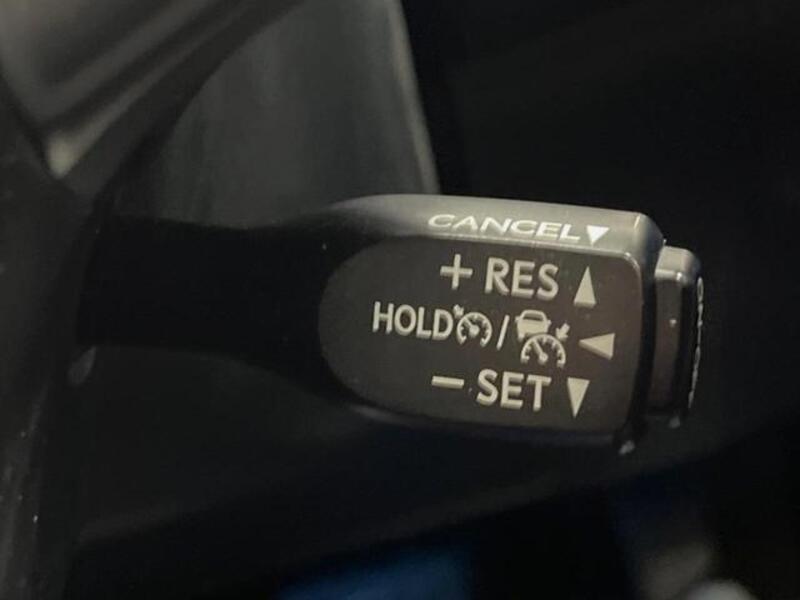 CANCEL▼
+ RES ▲
HOLD / ◀
− SET ▼